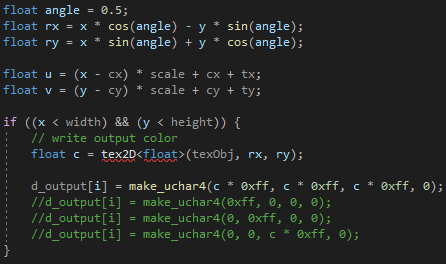 float angle = 0.5;
float rx = x * cos(angle) - y * sin(angle);
float ry = x * sin(angle) + y * cos(angle);

float u = (x - cx) * scale + cx + tx;
float v = (y - cy) * scale + cy + ty;

if ((x < width) && (y < height)) {
    // write output color
    float c = tex2D<float>(texObj, rx, ry);

    d_output[i] = make_uchar4(c * 0xff, c * 0xff, c * 0xff, 0);
    //d_output[i] = make_uchar4(0xff, 0, 0, 0);
    //d_output[i] = make_uchar4(0, 0xff, 0, 0);
    //d_output[i] = make_uchar4(0, 0, c * 0xff, 0);
}